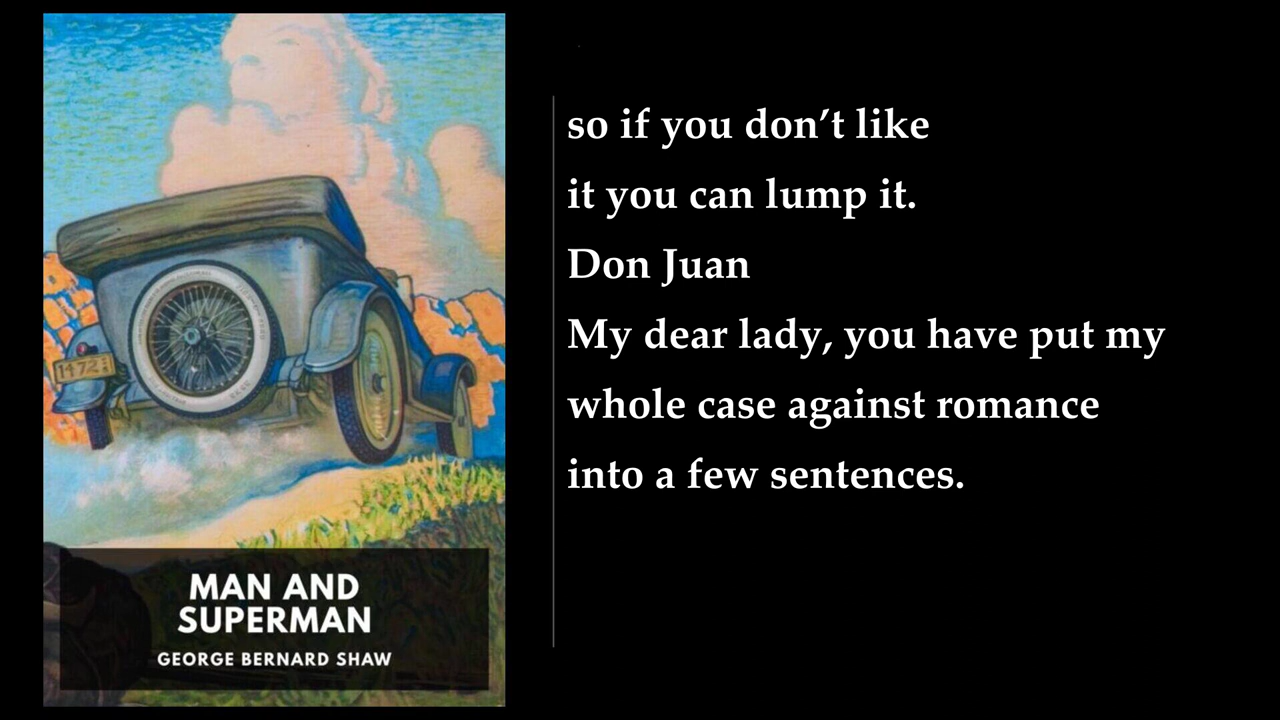 so if you don’t like
it you can lump it.
Don Juan
My dear lady, you have put my
whole case against romance
into a few sentences.
1472
MAN AND
SUPERMAN
GEORGE BERNARD SHAW